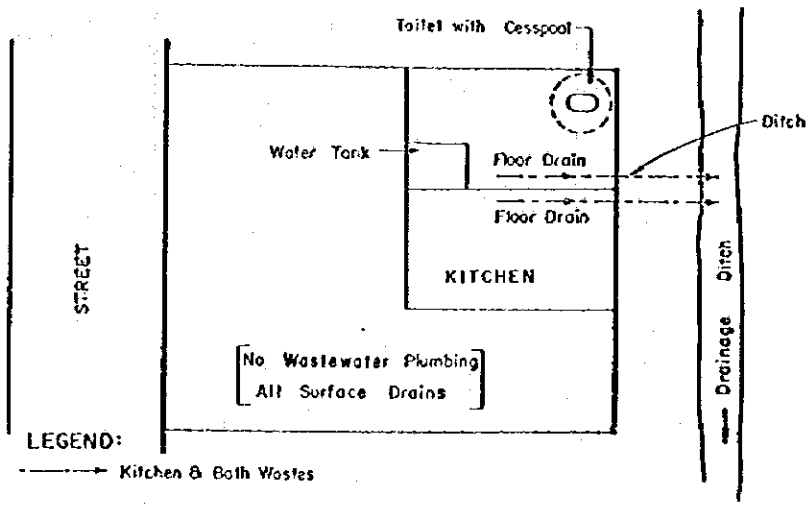 Toilet with Cesspool
Ditch
Water Tank
Floor Drain
Floor Drain
STREET
KITCHEN
Drainage Ditch
No Wastewater Plumbing
All Surface Drains
LEGEND:
Kitchen & Bath Wastes